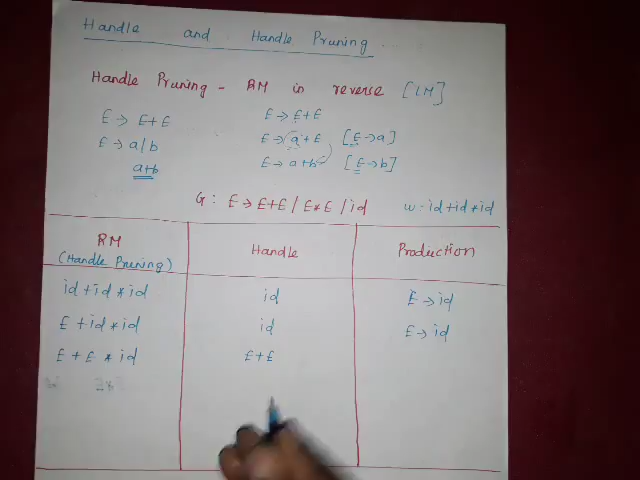 Handle and Handle Pruning.
Handle Pruning - RM in reverse [LM]
E → E+E E → E+E
E → a/b E → a+E [E→a]
a+b E → a+b [E→b]
G: E → E+E / E*E / id w=id+id*id
RM Handle Production
(Handle Pruning)
id+id*id id E→id
E+id*id id E→id
E+E*id E+E